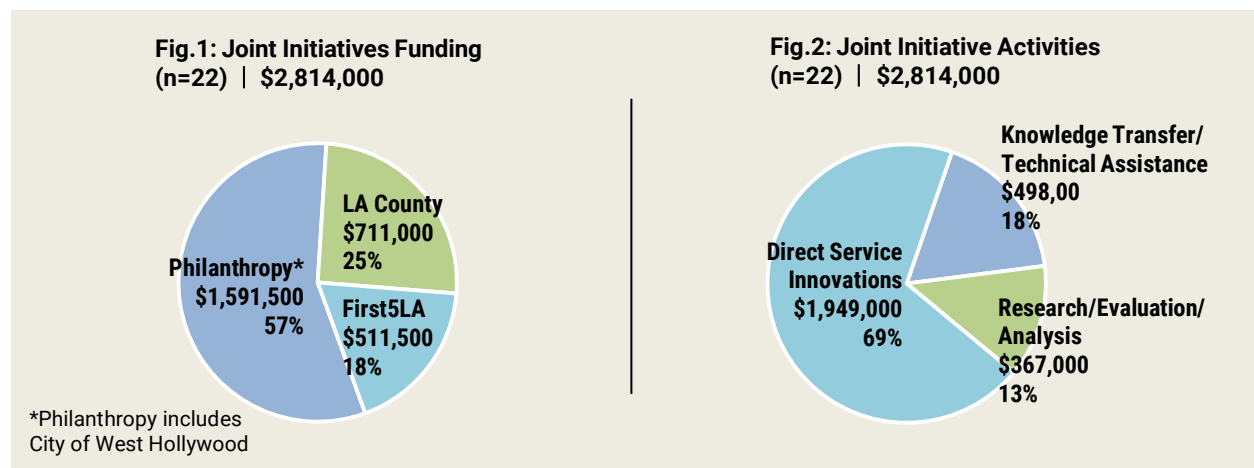 Fig.1: Joint Initiatives Funding
(n=22) | $2,814,000
LA County
$711,000
25%
Philanthropy*
$1,591,500
57%
First5LA
$511,500
18%
*Philanthropy includes
City of West Hollywood
Fig.2: Joint Initiative Activities
(n=22) | $2,814,000
Knowledge Transfer/
Technical Assistance
$498,00
18%
Direct Service
Innovations
$1,949,000
69%
Research/Evaluation/
Analysis
$367,000
13%